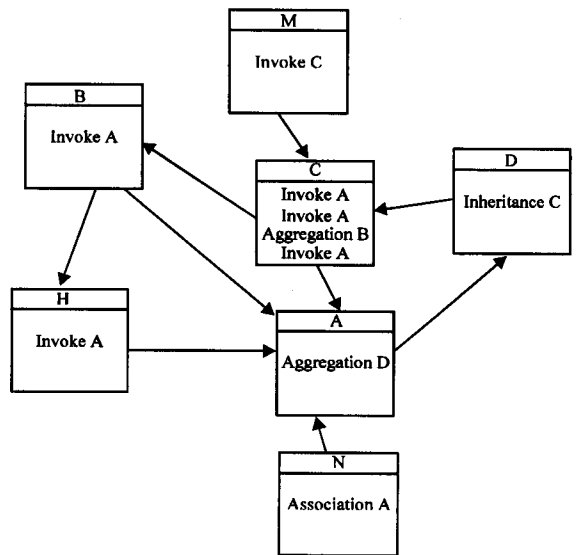 M
Invoke C
B
Invoke A
C
Invoke A
Invoke A
Aggregation B
Invoke A
D
Inheritance C
H
Invoke A
A
Aggregation D
N
Association A